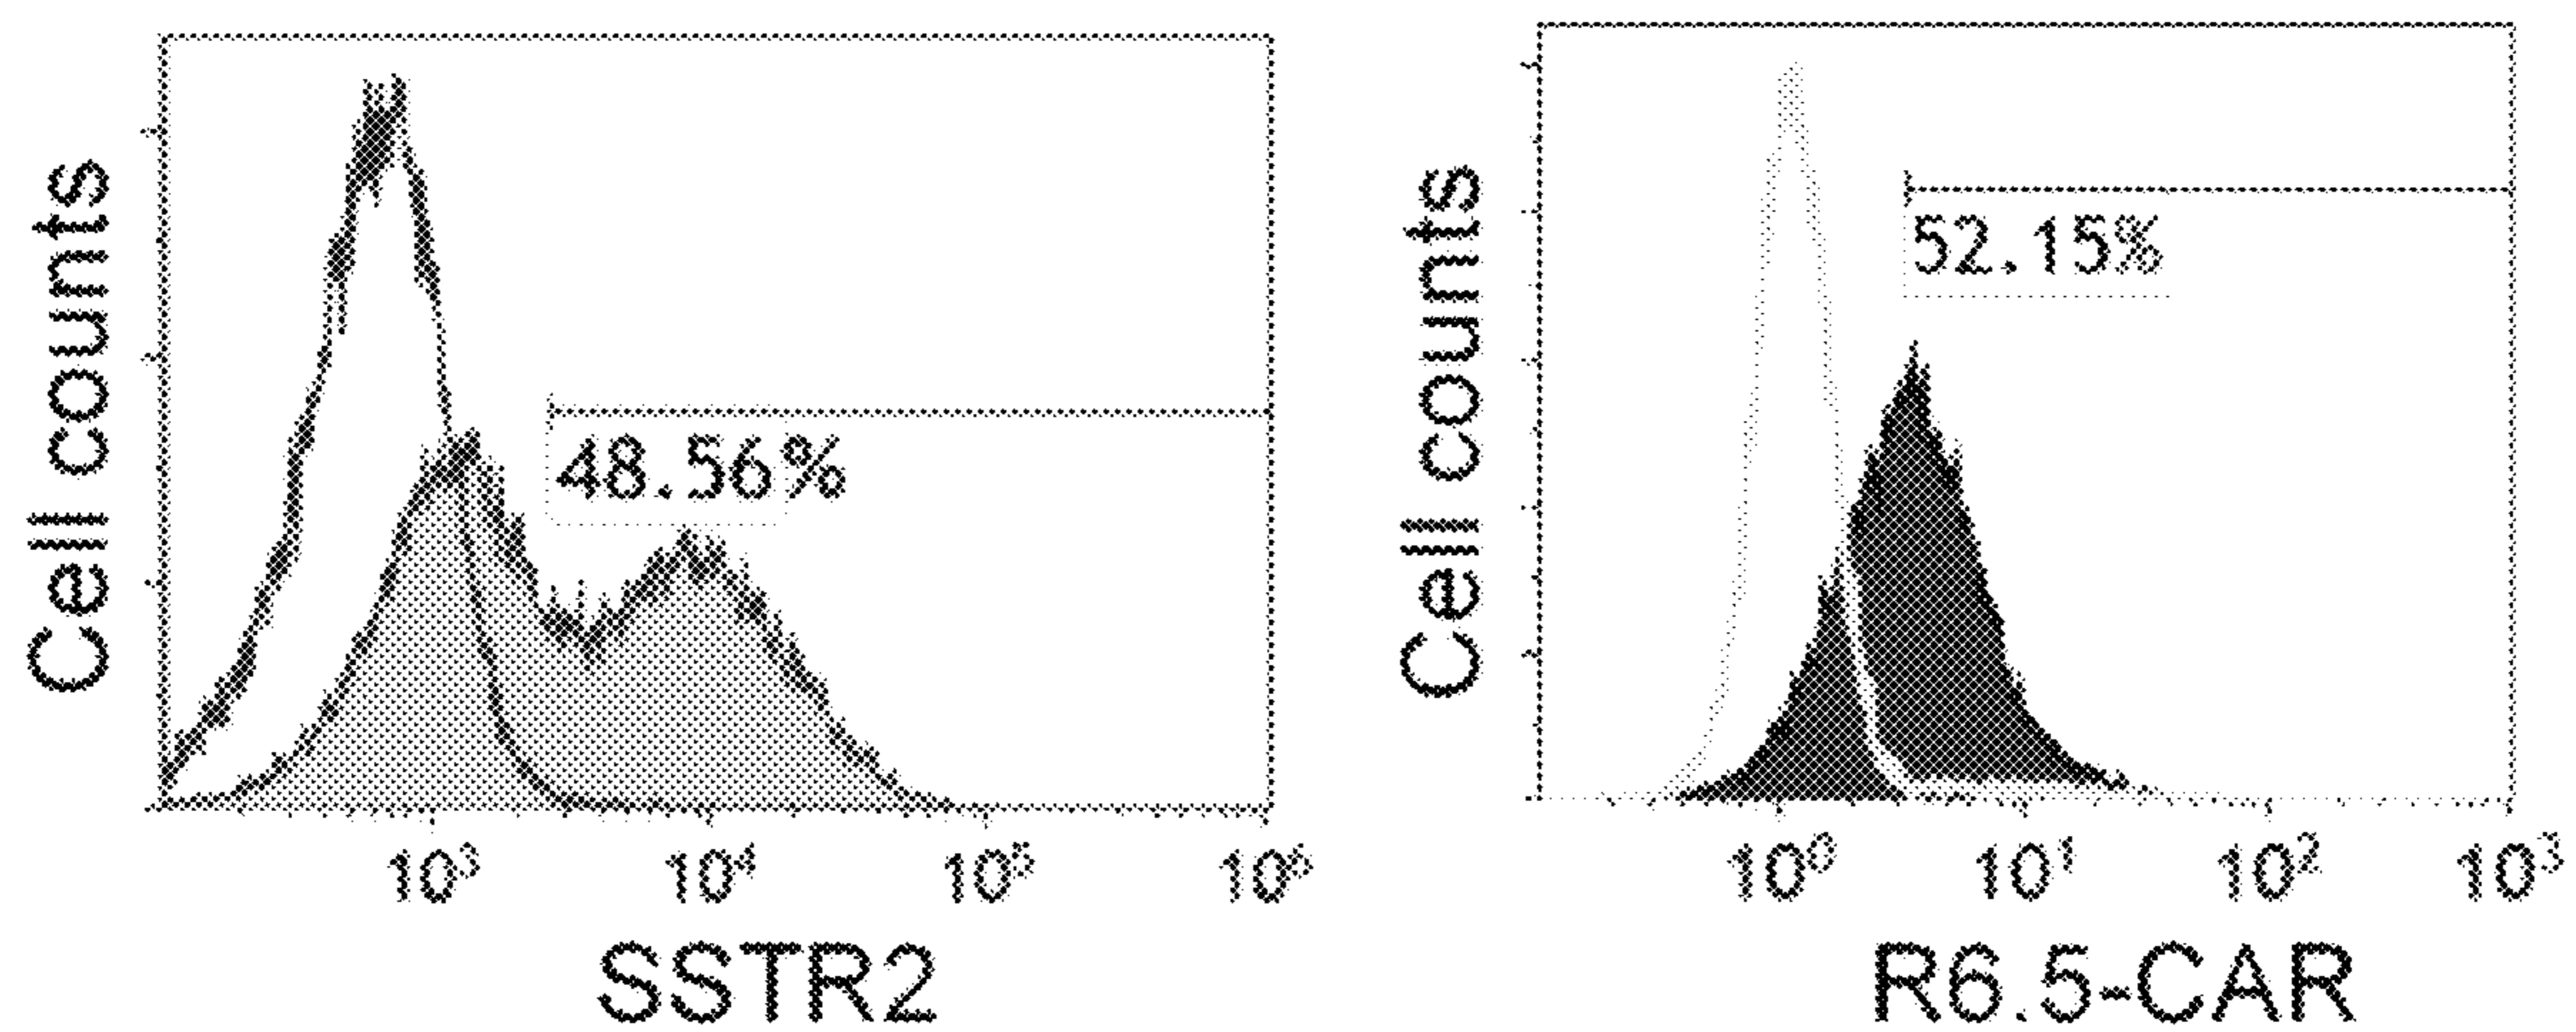 Cell counts
48.56%
10³ 10⁴ 10⁵ 10⁶
SSTR2
Cell counts
52.15%
10⁰ 10¹ 10² 10³
R6.5-CAR